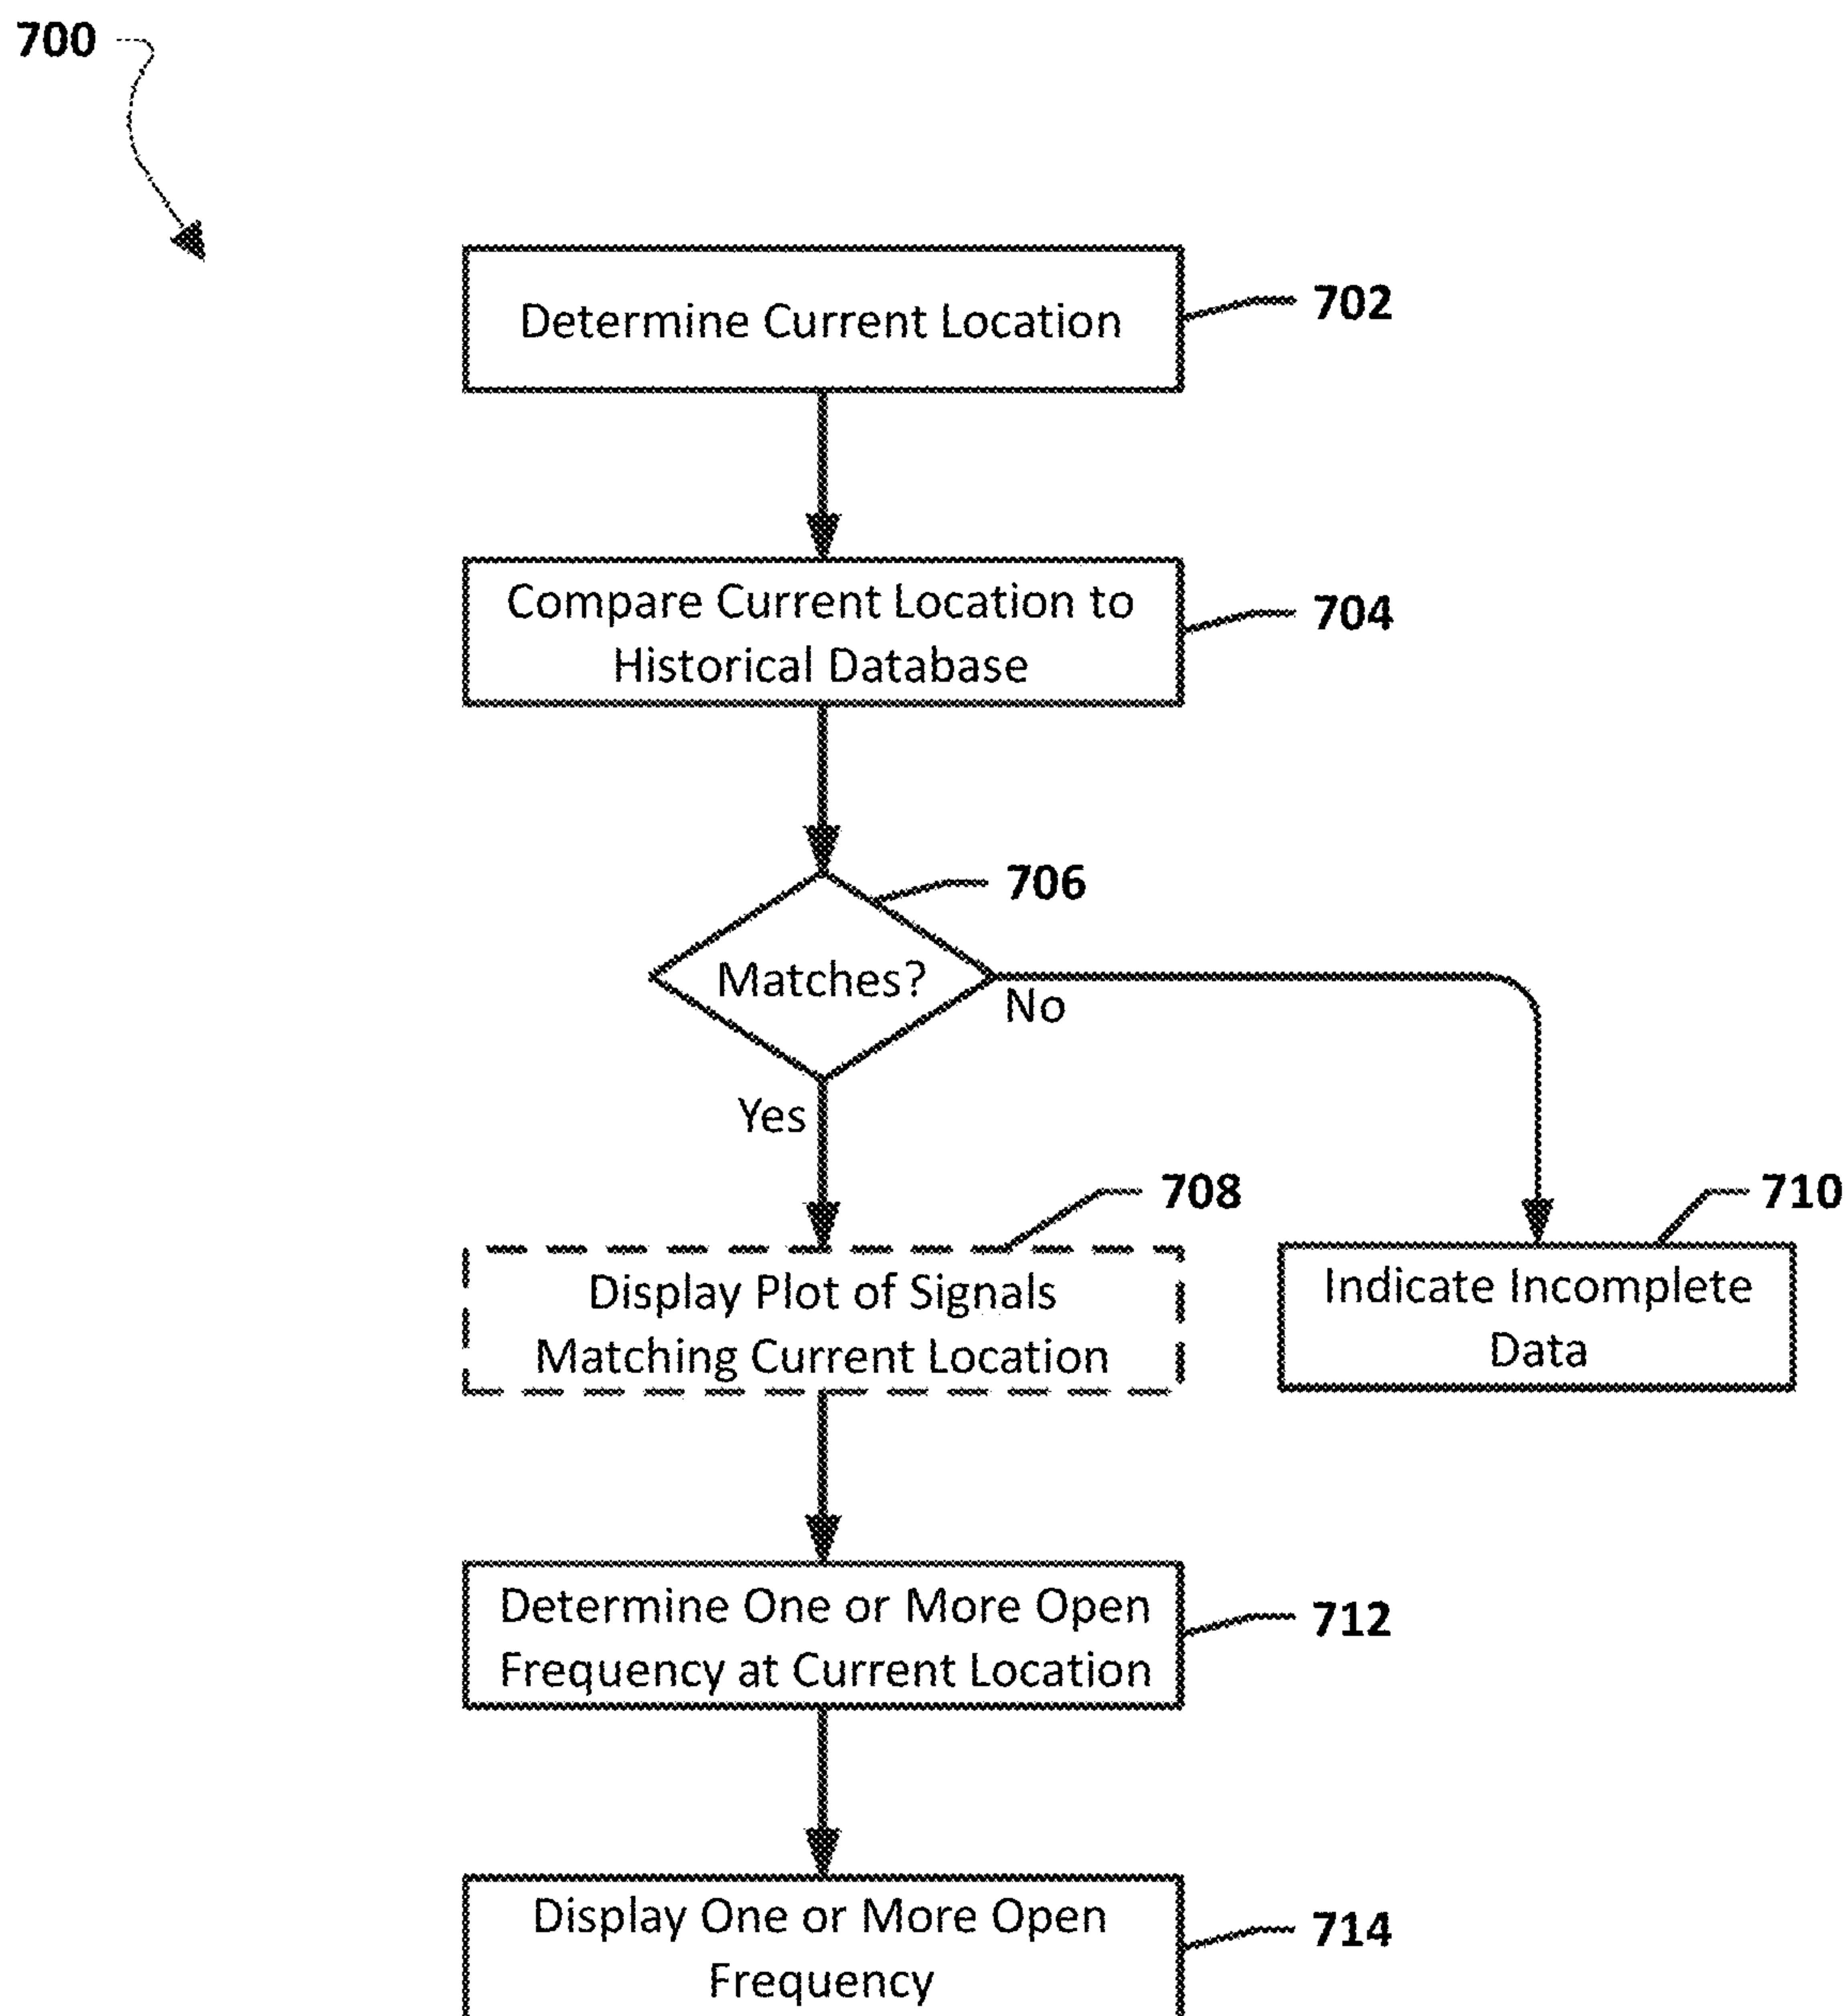 700
Determine Current Location
702
Compare Current Location to
Historical Database
704
706
Matches?
No
Yes
708
710
Display Plot of Signals
Matching Current Location
Indicate Incomplete
Data
Determine One or More Open
Frequency at Current Location
712
Display One or More Open
Frequency
714